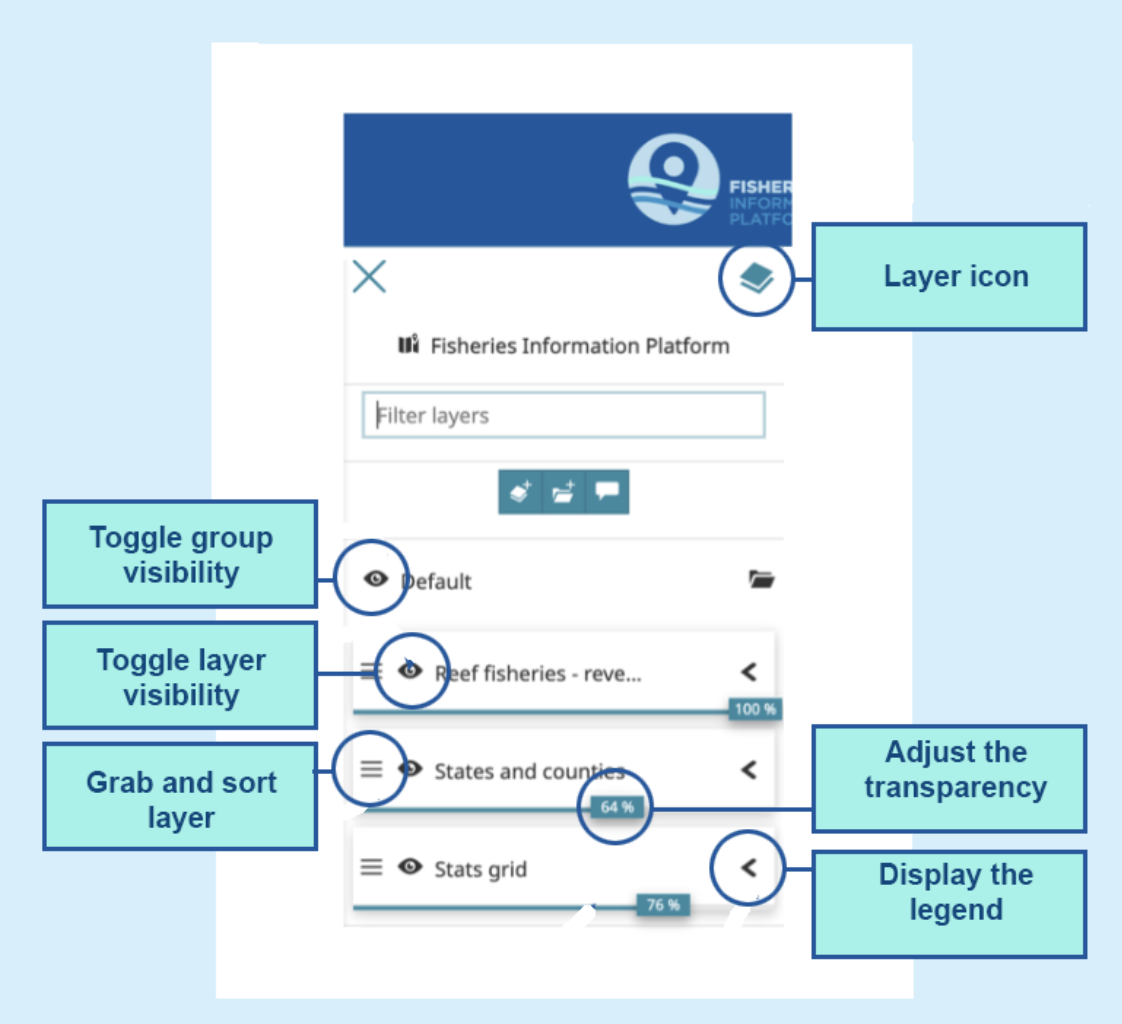 FISHER
INFORM
PLATFO
Layer icon
Fisheries Information Platform
Filter layers
Toggle group
visibility
Default
Toggle layer
visibility
Reef fisheries - reve...
100 %
Grab and sort
layer
States and counties
64 %
Adjust the
transparency
Stats grid
76 %
Display the
legend